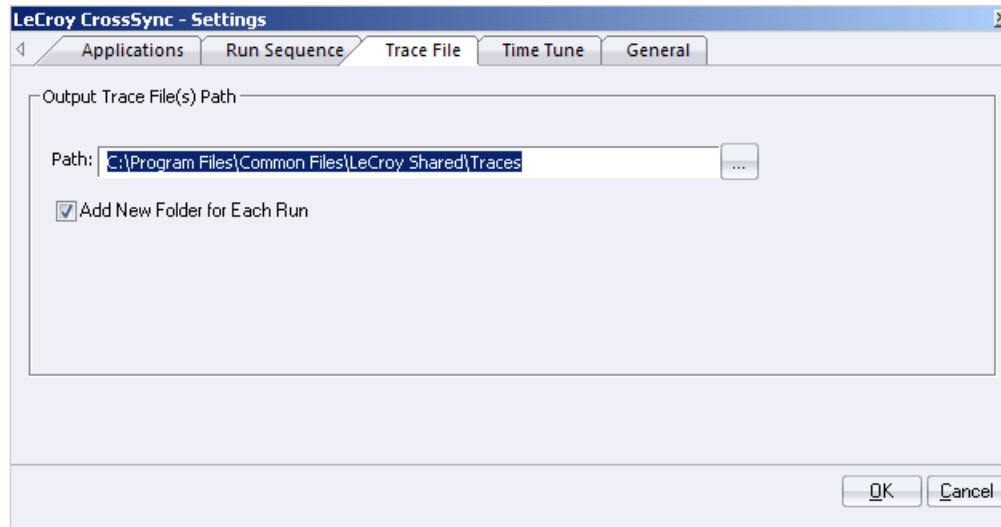 LeCroy CrossSync - Settings
Applications Run Sequence Trace File Time Tune General
Output Trace File(s) Path
Path: C:\Program Files\Common Files\LeCroy Shared\Traces ...
Add New Folder for Each Run
OK Cancel